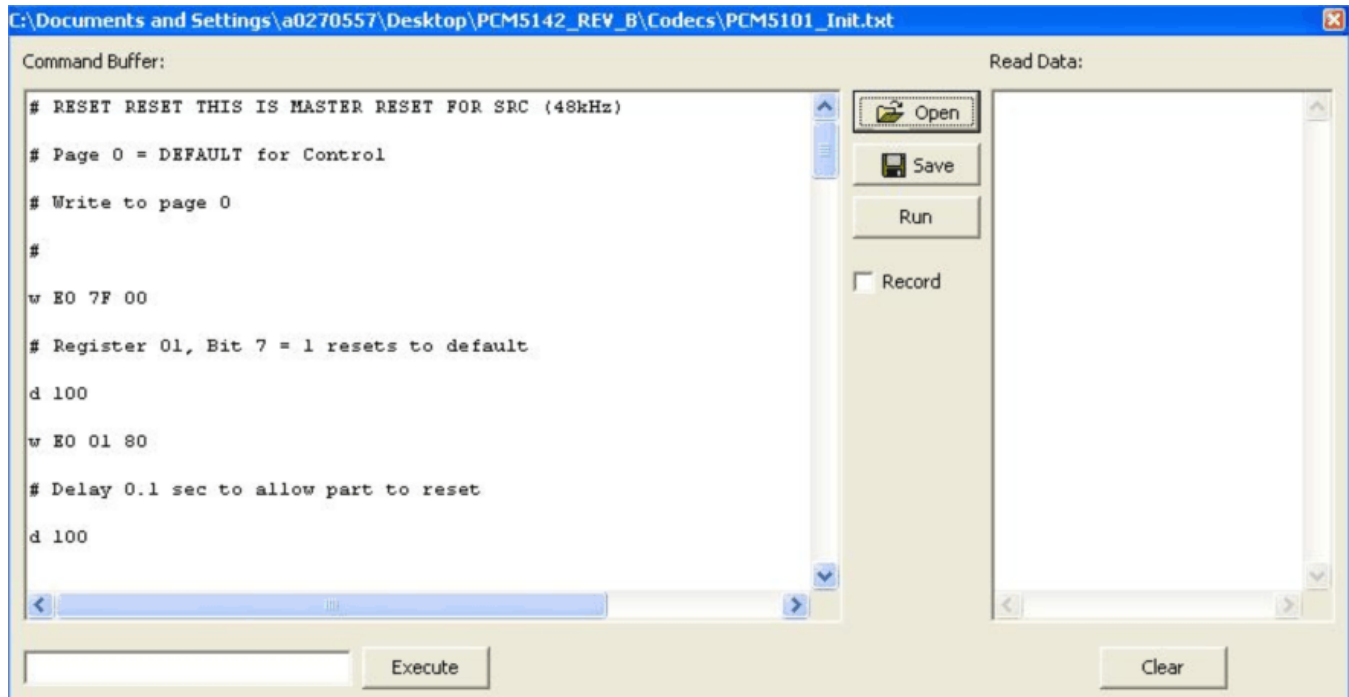 C:\Documents and Settings\a0270557\Desktop\PCM5142_REV_B\Codecs\PCM5101_Init.txt
Command Buffer:
Read Data:
# RESET RESET THIS IS MASTER RESET FOR SRC (48kHz)
# Page 0 = DEFAULT for Control
# Write to page 0
#
w E0 7F 00
# Register 01, Bit 7 = 1 resets to default
d 100
w E0 01 80
# Delay 0.1 sec to allow part to reset
d 100
Open
Save
Run
Record
Execute
Clear